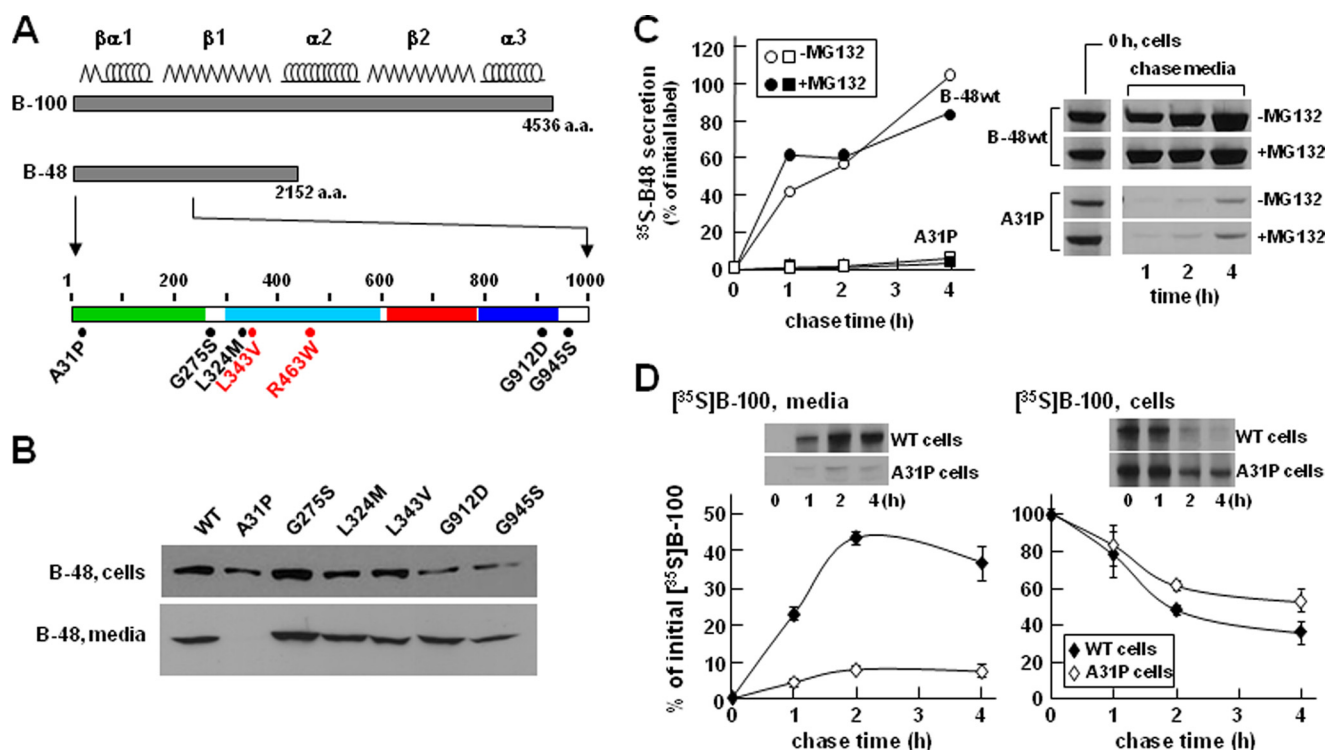 A
βα1 β1 α2 β2 α3
B-100
4536 a.a.
B-48
2152 a.a.
1 200 400 600 800 1000
A31P G275S L324M L343V R463W G912D G945S
B
WT A31P G275S L324M L343V G912D G945S
B-48, cells
B-48, media
C
³⁵S-B48 secretion
(% of initial label)
120
100
80
60
40
20
0
-MG132
+MG132
B-48wt
A31P
0 1 2 3 4
chase time (h)
0 h, cells
chase media
B-48wt
-MG132
+MG132
A31P
-MG132
+MG132
1 2 4
time (h)
D
[³⁵S]B-100, media
WT cells
A31P cells
0 1 2 4 (h)
% of initial [³⁵S]B-100
50
40
30
20
10
0
0 1 2 3 4
chase time (h)
[³⁵S]B-100, cells
WT cells
A31P cells
0 1 2 4 (h)
100
80
60
40
20
0
WT cells
A31P cells
0 1 2 3 4
chase time (h)